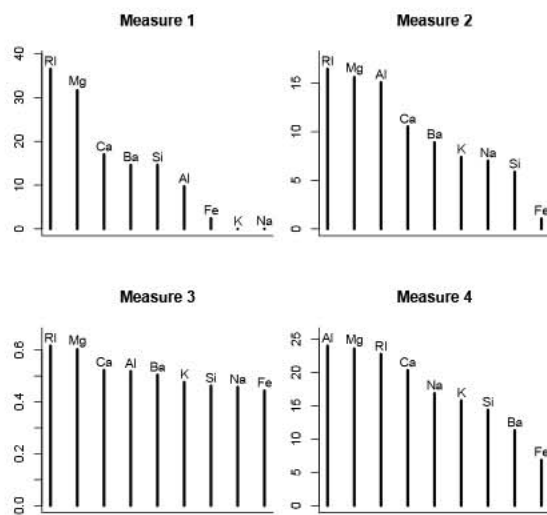 Measure 1
40
30
20
10
0
RI
Mg
Ca
Ba
Si
Al
Fe
K
Na
Measure 2
15
10
5
0
RI
Mg
Al
Ca
Ba
K
Na
Si
Fe
Measure 3
0.6
0.4
0.2
0.0
RI
Mg
Ca
Al
Ba
K
Si
Na
Fe
Measure 4
25
20
15
10
5
0
Al
Mg
RI
Ca
Na
K
Si
Ba
Fe